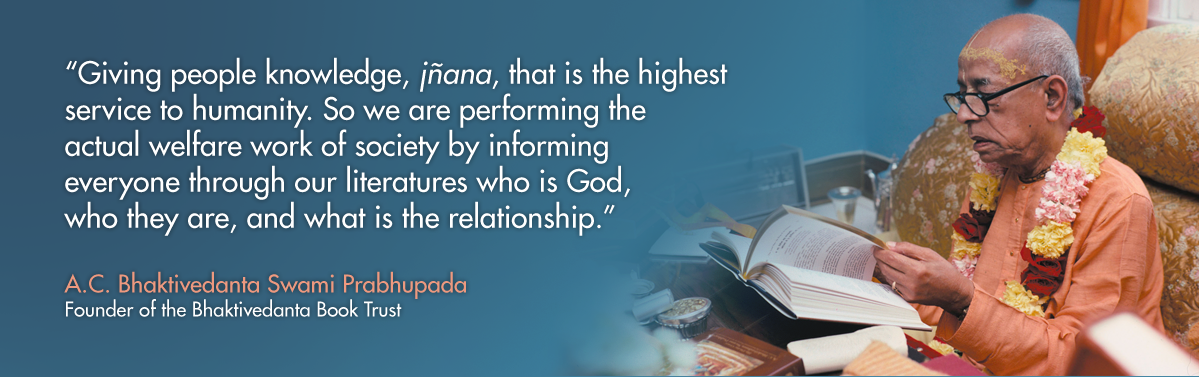 “Giving people knowledge, jñana, that is the highest
service to humanity. So we are performing the
actual welfare work of society by informing
everyone through our literatures who is God,
who they are, and what is the relationship.”
A.C. Bhaktivedanta Swami Prabhupada
Founder of the Bhaktivedanta Book Trust